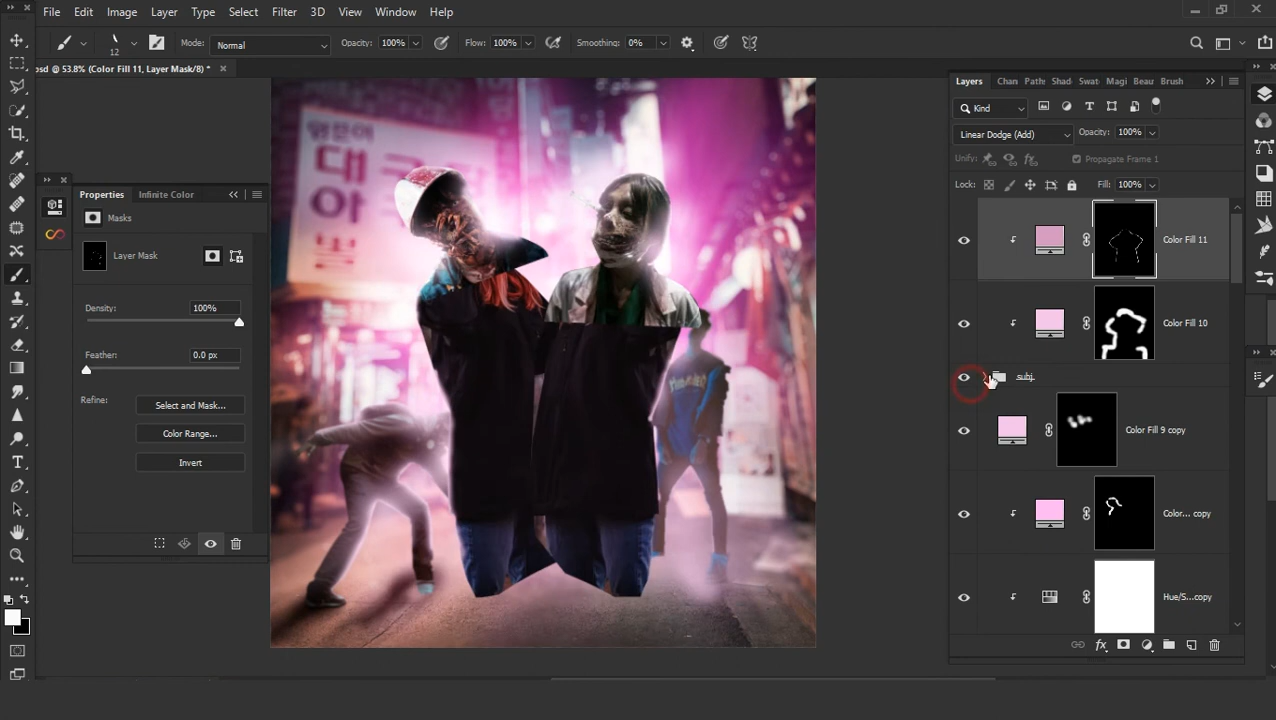 File Edit Image Layer Type Select Filter 3D View Window Help
12 Mode: Normal Opacity: 100% Flow: 100% Smoothing: 0%
psd @ 53.8% (Color Fill 11, Layer Mask/8) * ×
Layers Chan Paths Shad Swat Magi Beau Brush
Kind
Linear Dodge (Add) Opacity: 100%
Unify: Propagate Frame 1
Lock: Fill: 100%
Color Fill 11
Color Fill 10
subj.
Color Fill 9 copy
Color... copy
Hue/S...copy
Properties Infinite Color
Masks
Layer Mask
Density: 100%
Feather: 0.0 px
Refine: Select and Mask...
Color Range...
Invert
대구
아
벌